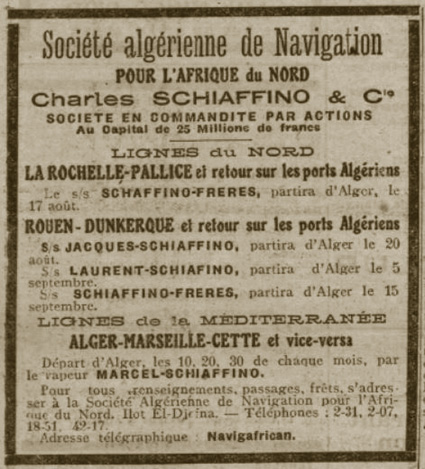 Société algérienne de Navigation
POUR L'AFRIQUE du NORD
Charles SCHIAFFINO & Cie
SOCIETE EN COMMANDITE PAR ACTIONS
Au Capital de 25 Millions de francs
LIGNES du NORD
LA ROCHELLE-PALLICE et retour sur les ports Algériens
Le s/s SCHAFFINO-FRERES, partira d'Alger, le
17 août.
ROUEN-DUNKERQUE et retour sur les ports Algériens
S/s JACQUES-SCHIAFFINO, partira d'Alger le 20
août.
S/s LAURENT-SCHIAFINO, partira d'Alger le 5
septembre.
S/s SCHIAFFINO-FRERES, partira d'Alger le 15
septembre.
LIGNES de la MÉDITERRANÉE
ALGER-MARSEILLE-CETTE et vice-versa
Départ d'Alger, les 10, 20, 30 de chaque mois, par
le vapeur MARCEL-SCHIAFFINO.
Pour tous renseignements, passages, frêts, s'adres-
ser à la Société Algérienne de Navigation pour l'Afri-
que du Nord. Ilot El-Djefna. — Téléphones : 2-31, 2-07,
18-51, 42-17.
Adresse télégraphique : Navigafrican.